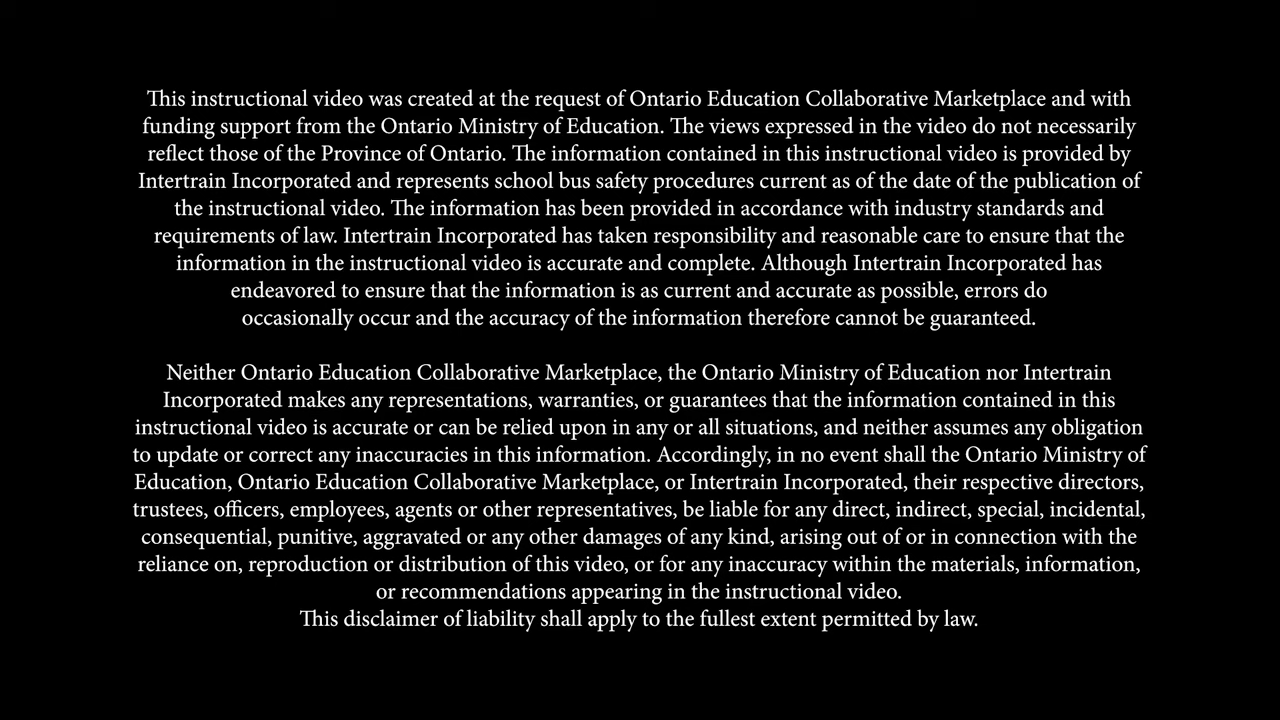 This instructional video was created at the request of Ontario Education Collaborative Marketplace and with
funding support from the Ontario Ministry of Education. The views expressed in the video do not necessarily
reflect those of the Province of Ontario. The information contained in this instructional video is provided by
Intertrain Incorporated and represents school bus safety procedures current as of the date of the publication of
the instructional video. The information has been provided in accordance with industry standards and
requirements of law. Intertrain Incorporated has taken responsibility and reasonable care to ensure that the
information in the instructional video is accurate and complete. Although Intertrain Incorporated has
endeavored to ensure that the information is as current and accurate as possible, errors do
occasionally occur and the accuracy of the information therefore cannot be guaranteed.
Neither Ontario Education Collaborative Marketplace, the Ontario Ministry of Education nor Intertrain
Incorporated makes any representations, warranties, or guarantees that the information contained in this
instructional video is accurate or can be relied upon in any or all situations, and neither assumes any obligation
to update or correct any inaccuracies in this information. Accordingly, in no event shall the Ontario Ministry of
Education, Ontario Education Collaborative Marketplace, or Intertrain Incorporated, their respective directors,
trustees, officers, employees, agents or other representatives, be liable for any direct, indirect, special, incidental,
consequential, punitive, aggravated or any other damages of any kind, arising out of or in connection with the
reliance on, reproduction or distribution of this video, or for any inaccuracy within the materials, information,
or recommendations appearing in the instructional video.
This disclaimer of liability shall apply to the fullest extent permitted by law.